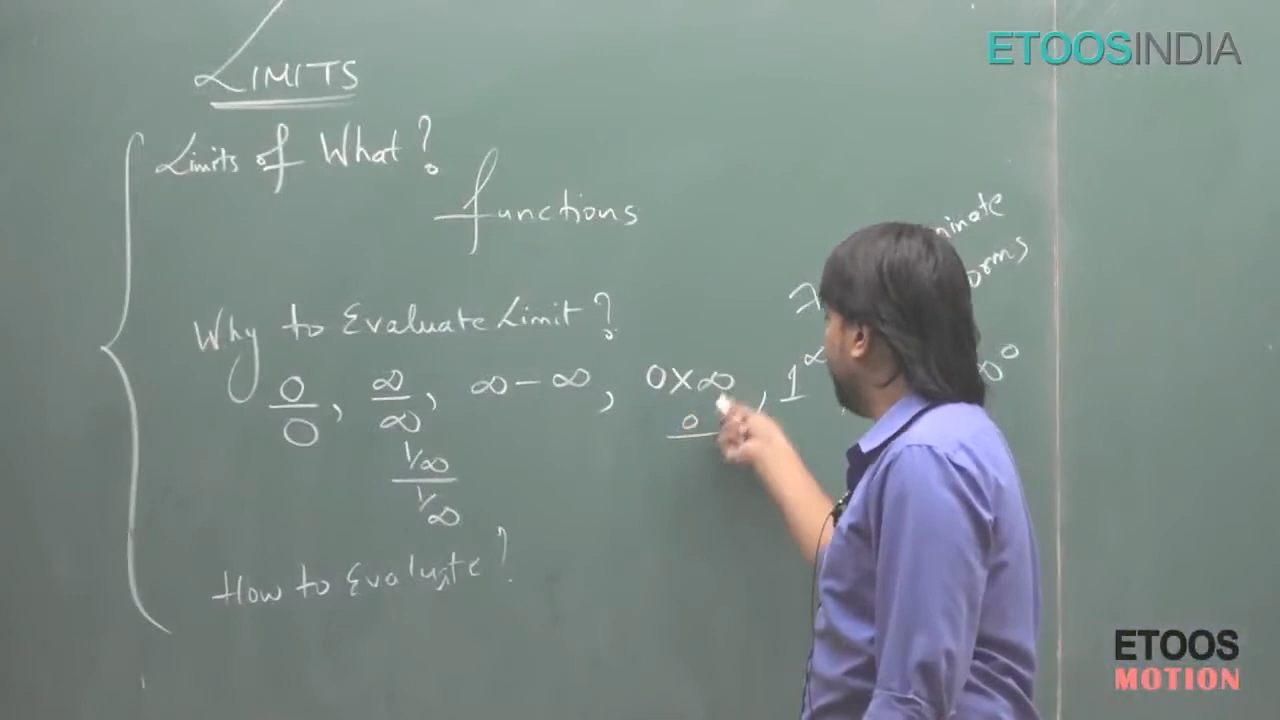 LIMITS
ETOOSINDIA
Limits of What?
functions
Why to Evaluate Limit?
0/0, ∞/∞, ∞-∞, 0×∞, 1
0
1/∞
1/∞
How to Evaluate?
ETOOS
MOTION